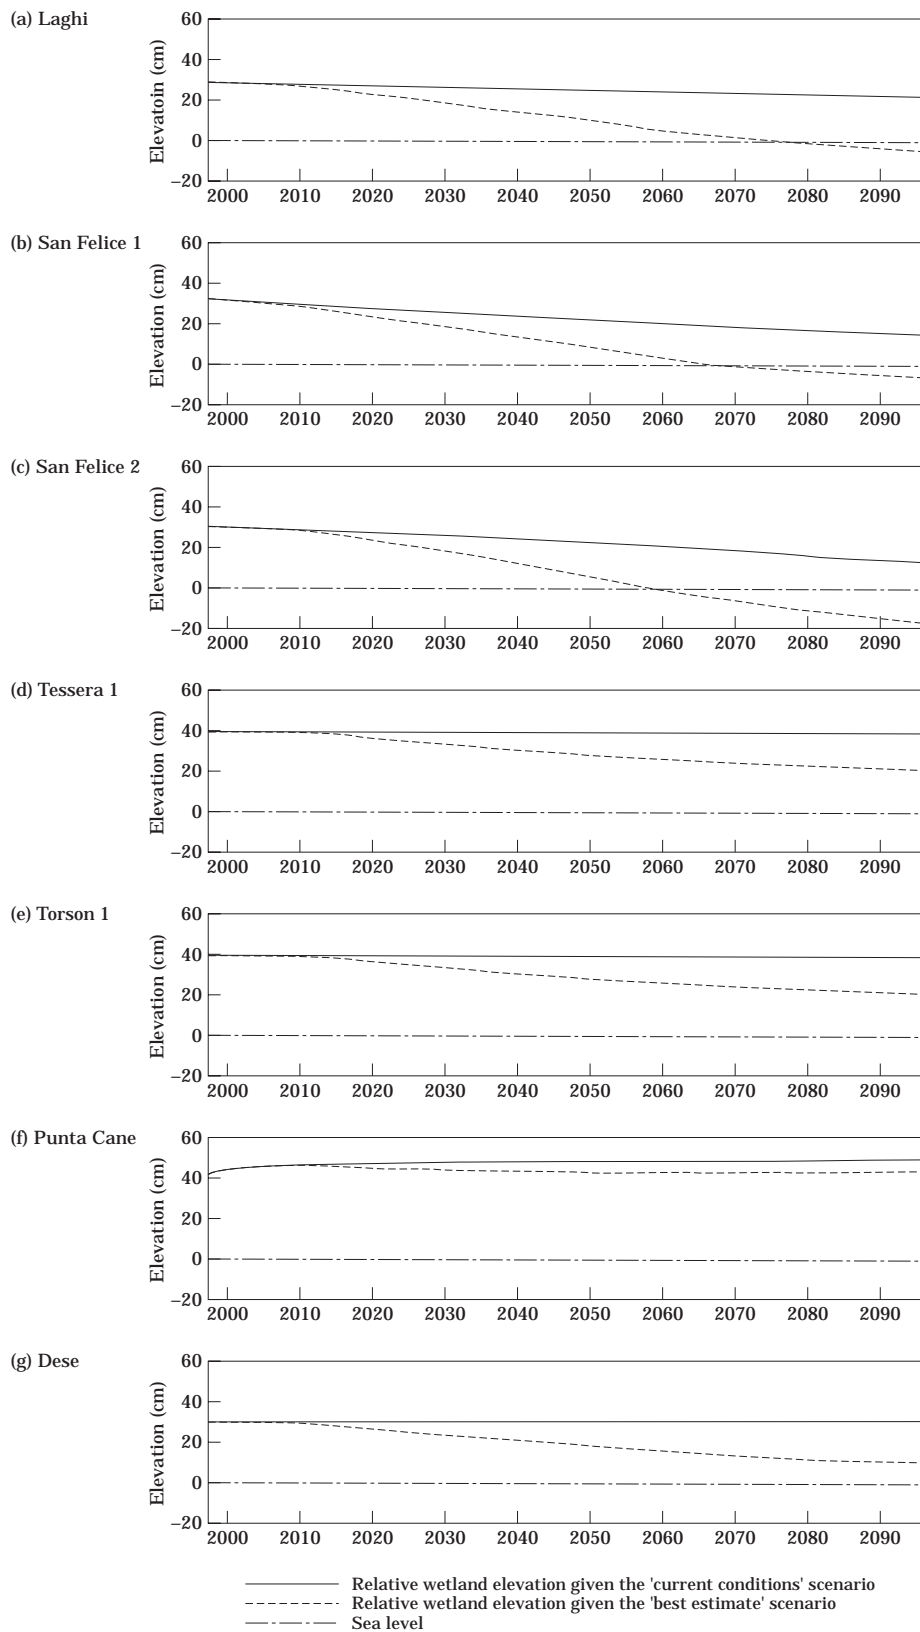 (a) Laghi
Elevatoin (cm)
60
40
20
0
–20
2000 2010 2020 2030 2040 2050 2060 2070 2080 2090
(b) San Felice 1
Elevation (cm)
60
40
20
0
–20
2000 2010 2020 2030 2040 2050 2060 2070 2080 2090
(c) San Felice 2
Elevation (cm)
60
40
20
0
–20
2000 2010 2020 2030 2040 2050 2060 2070 2080 2090
(d) Tessera 1
Elevation (cm)
60
40
20
0
–20
2000 2010 2020 2030 2040 2050 2060 2070 2080 2090
(e) Torson 1
Elevation (cm)
60
40
20
0
–20
2000 2010 2020 2030 2040 2050 2060 2070 2080 2090
(f) Punta Cane
Elevation (cm)
60
40
20
0
–20
2000 2010 2020 2030 2040 2050 2060 2070 2080 2090
(g) Dese
Elevation (cm)
60
40
20
0
–20
2000 2010 2020 2030 2040 2050 2060 2070 2080 2090
Relative wetland elevation given the 'current conditions' scenario
Relative wetland elevation given the 'best estimate' scenario
Sea level